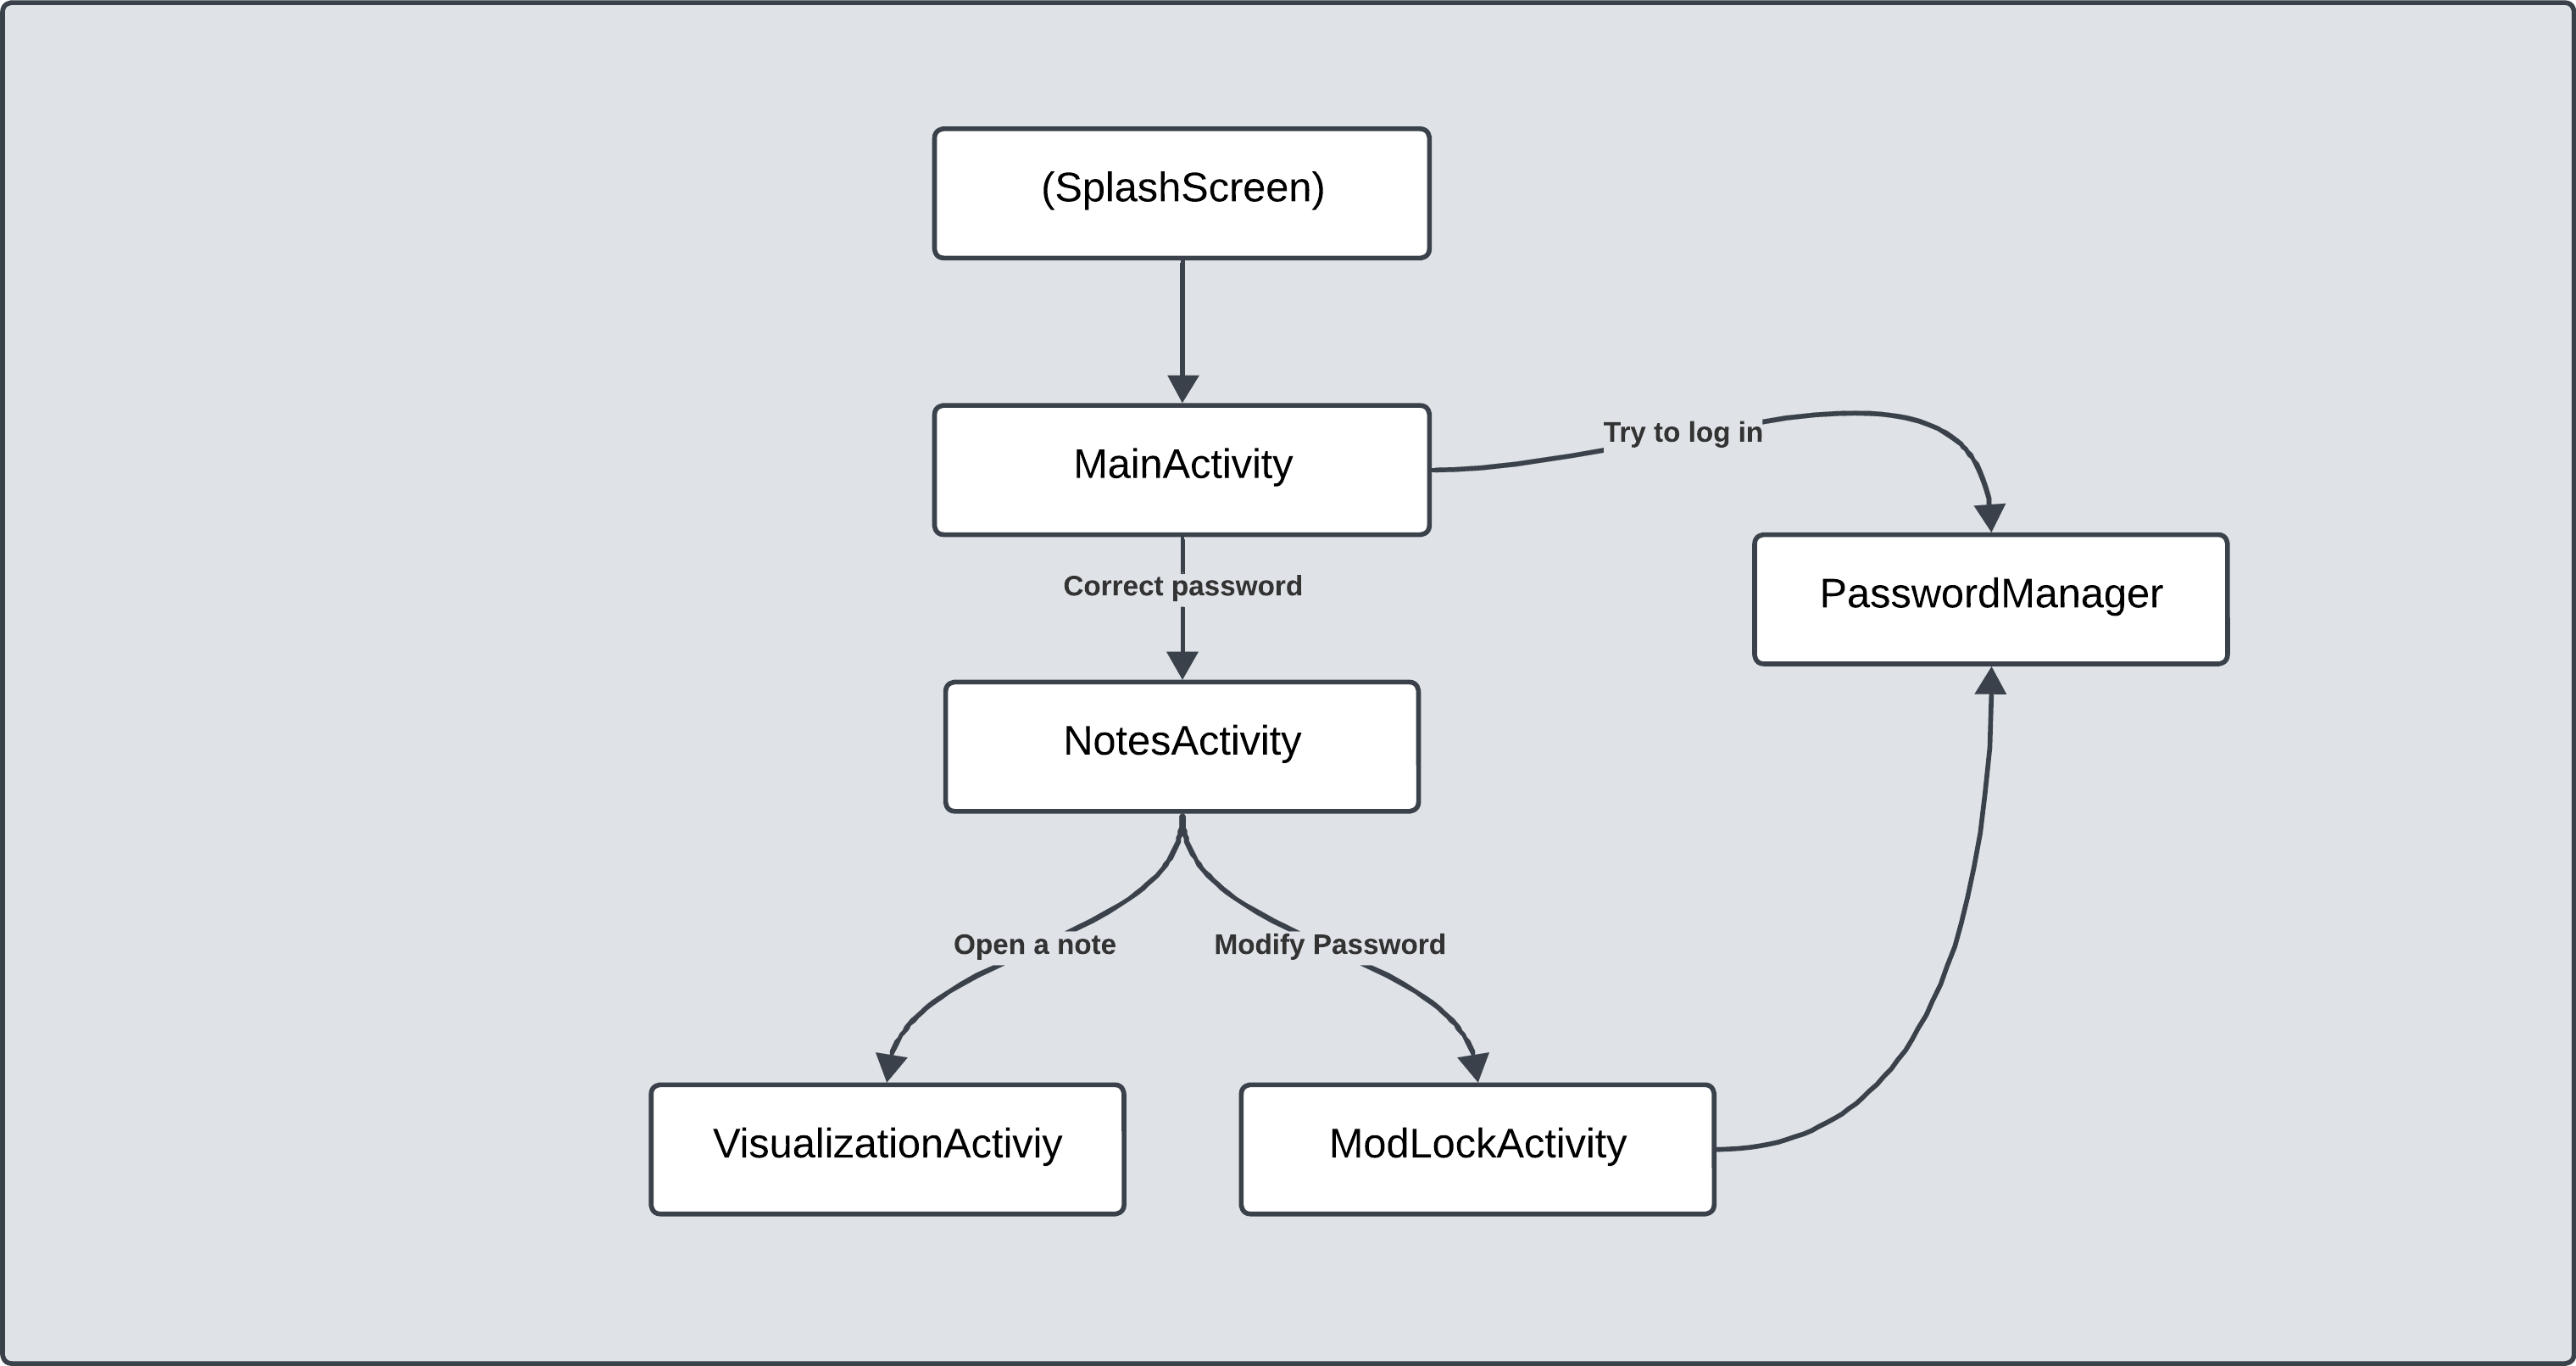 (SplashScreen)
MainActivity
Try to log in
PasswordManager
Correct password
NotesActivity
Open a note
Modify Password
VisualizationActiviy
ModLockActivity